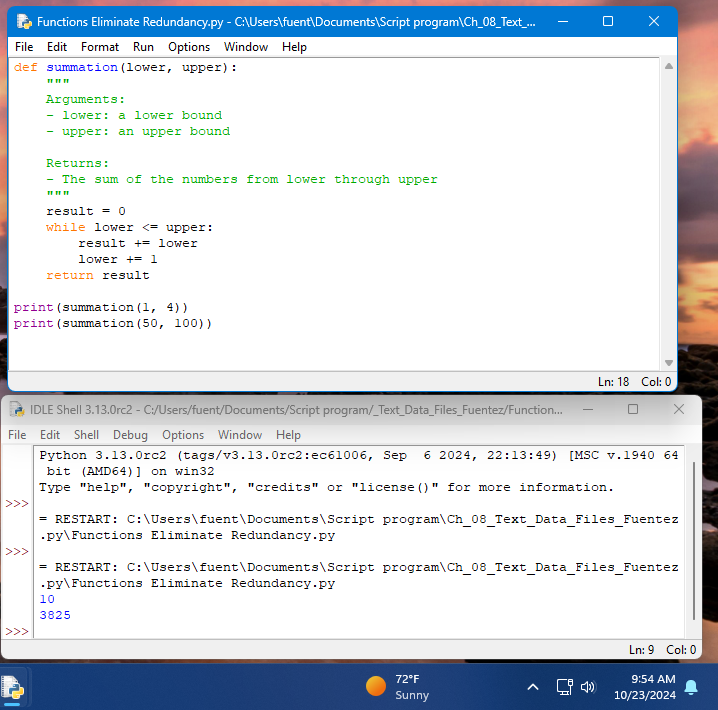 Functions Eliminate Redundancy.py - C:\Users\fuent\Documents\Script program\Ch_08_Text_...
File Edit Format Run Options Window Help
def summation(lower, upper):
    """
    Arguments:
    - lower: a lower bound
    - upper: an upper bound

    Returns:
    - The sum of the numbers from lower through upper
    """
    result = 0
    while lower <= upper:
        result += lower
        lower += 1
    return result

print(summation(1, 4))
print(summation(50, 100))
Ln: 18 Col: 0
IDLE Shell 3.13.0rc2 - C:/Users/fuent/Documents/Script program/_Text_Data_Files_Fuentez/Function...
File Edit Shell Debug Options Window Help
Python 3.13.0rc2 (tags/v3.13.0rc2:ec61006, Sep  6 2024, 22:13:49) [MSC v.1940 64
 bit (AMD64)] on win32
Type "help", "copyright", "credits" or "license()" for more information.
>>>
= RESTART: C:\Users\fuent\Documents\Script program\Ch_08_Text_Data_Files_Fuentez
.py\Functions Eliminate Redundancy.py
>>>
= RESTART: C:\Users\fuent\Documents\Script program\Ch_08_Text_Data_Files_Fuentez
.py\Functions Eliminate Redundancy.py
10
3825
>>>
Ln: 9 Col: 0
72°F
Sunny
9:54 AM
10/23/2024